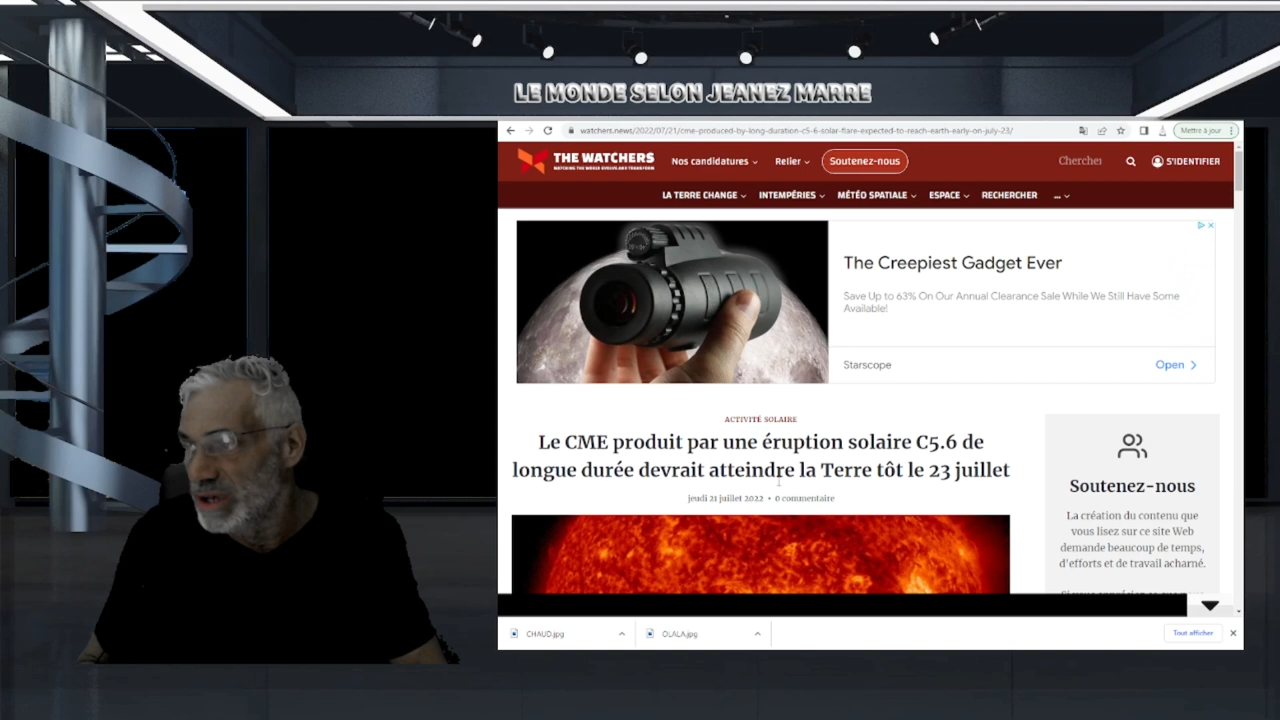 LE MONDE SELON JEANEZ MARRE
watchers.news/2022/07/21/cme-produced-by-long-duration-c5-6-solar-flare-expected-to-reach-earth-early-on-july-23/
Mettre à jour
THE WATCHERS
WATCHING THE WORLD EVOLVE AND TRANSFORM
Nos candidatures
Relier
Soutenez-nous
Chercher
S'IDENTIFIER
LA TERRE CHANGE
INTEMPÉRIES
MÉTÉO SPATIALE
ESPACE
RECHERCHER
...
The Creepiest Gadget Ever
Save Up to 63% On Our Annual Clearance Sale While We Still Have Some
Available!
Starscope
Open
ACTIVITÉ SOLAIRE
Le CME produit par une éruption solaire C5.6 de
longue durée devrait atteindre la Terre tôt le 23 juillet
jeudi 21 juillet 2022 • 0 commentaire
Soutenez-nous
La création du contenu que
vous lisez sur ce site Web
demande beaucoup de temps,
d'efforts et de travail acharné.
CHAUD.jpg
OLALA.jpg
Tout afficher